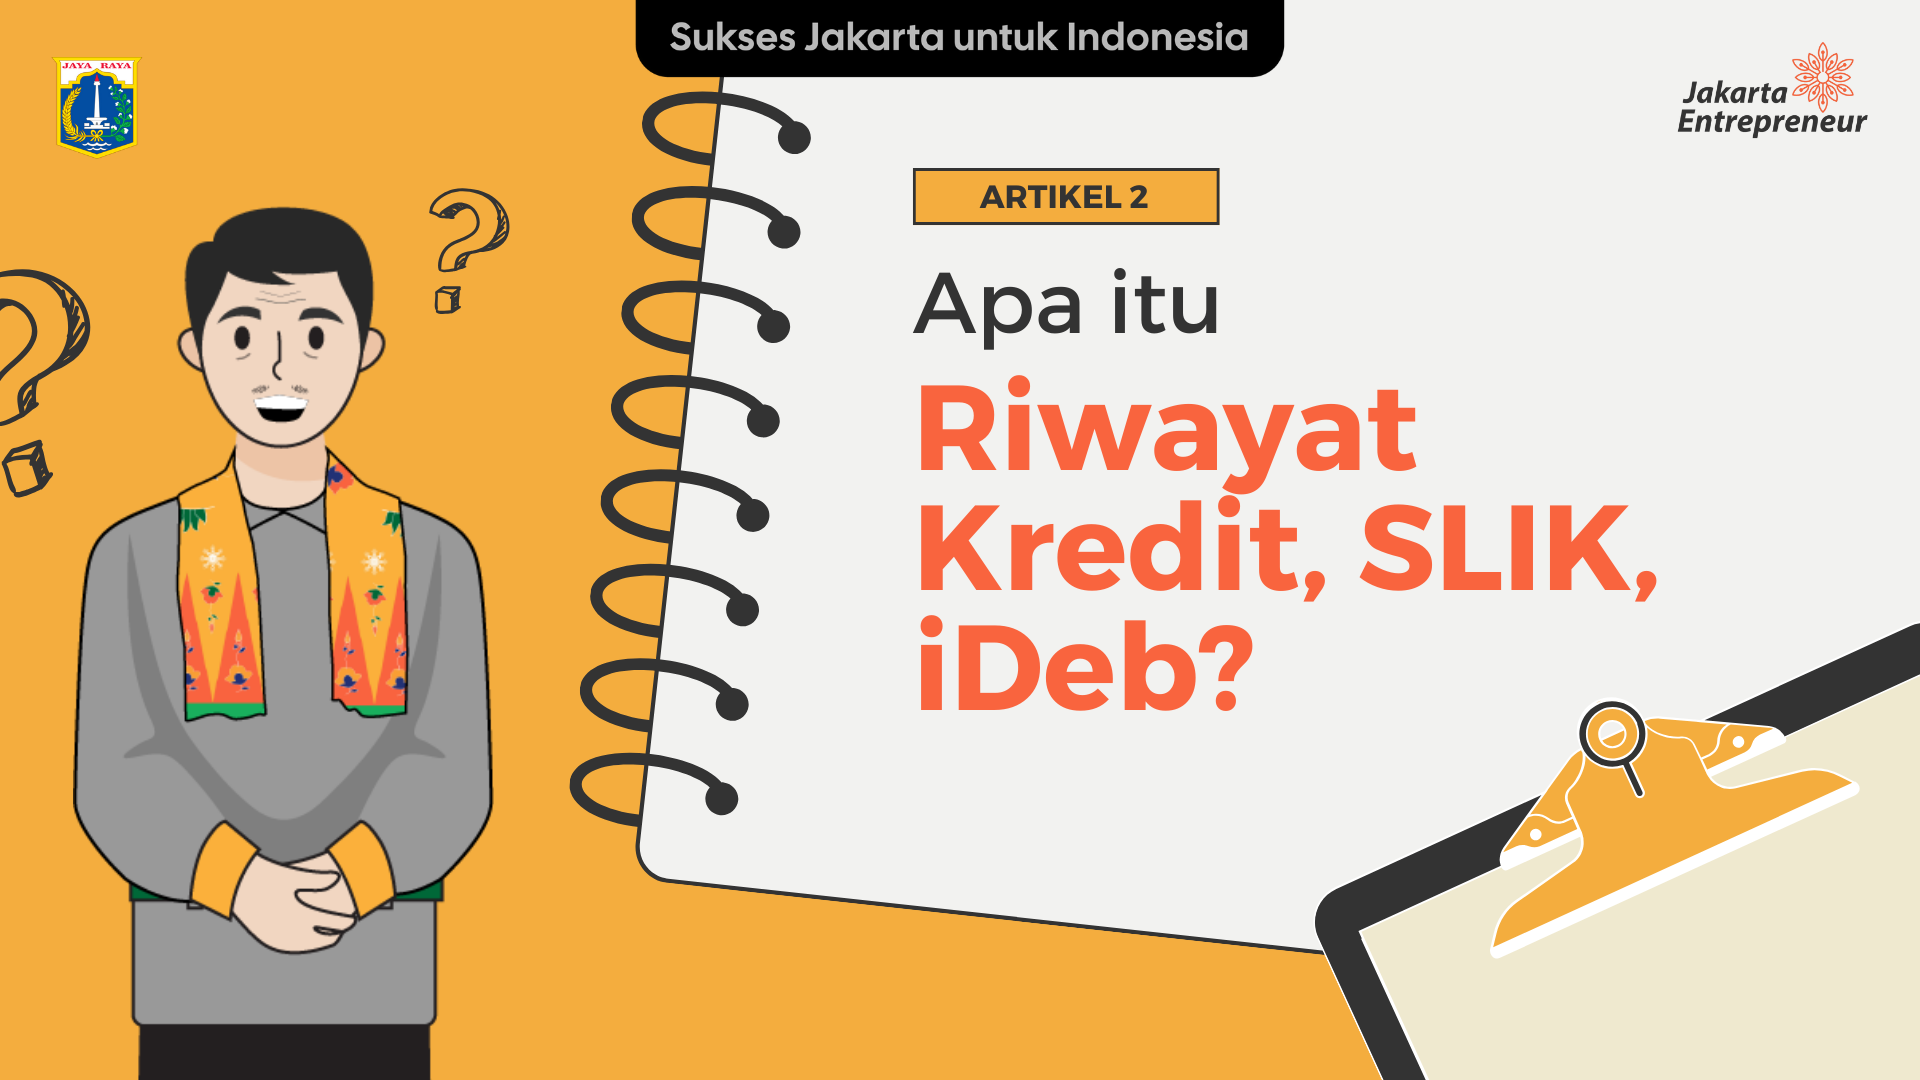 Sukses Jakarta untuk Indonesia
JAYA RAYA
Jakarta
Entrepreneur
ARTIKEL 2
Apa itu
Riwayat
Kredit, SLIK,
iDeb?